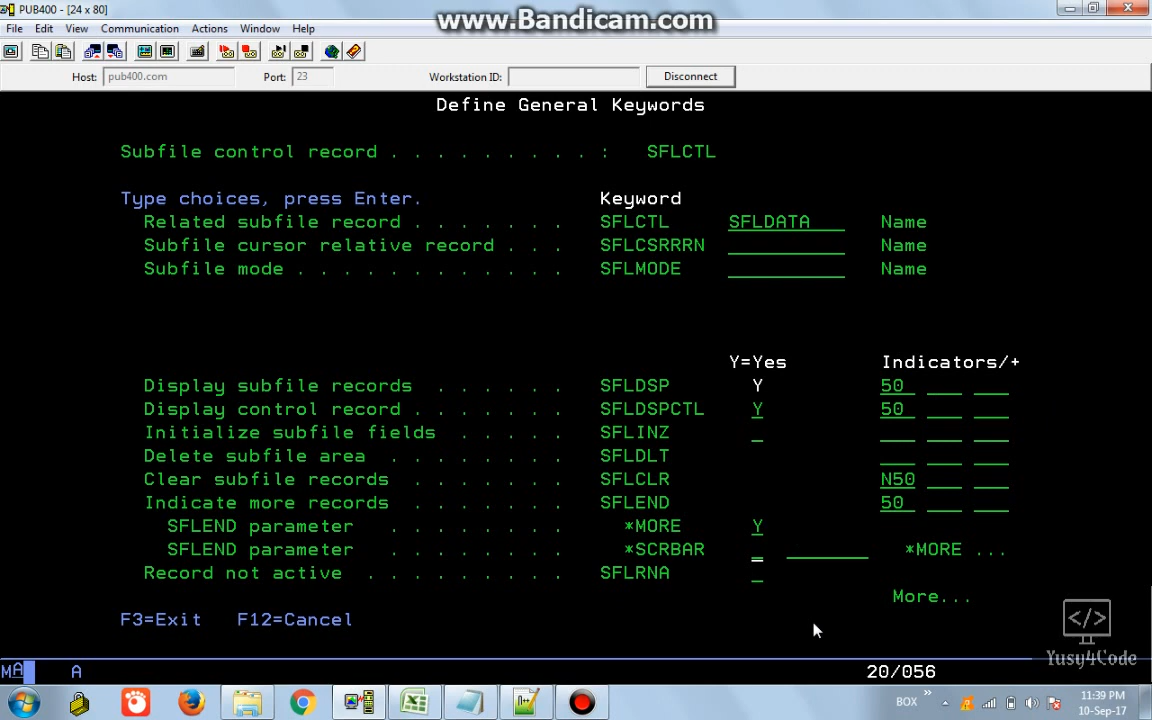 PUB400 - [24 x 80]
www.Bandicam.com
File Edit View Communication Actions Window Help
Host: pub400.com Port: 23 Workstation ID: Disconnect
Define General Keywords
Subfile control record . . . . . . . . . : SFLCTL
Type choices, press Enter. Keyword
Related subfile record . . . . . . . SFLCTL SFLDATA Name
Subfile cursor relative record . . . SFLCSRRRN Name
Subfile mode . . . . . . . . . . . . SFLMODE Name
Y=Yes Indicators/+
Display subfile records . . . . . . SFLDSP Y 50
Display control record . . . . . . . SFLDSPCTL Y 50
Initialize subfile fields . . . . . SFLINZ
Delete subfile area . . . . . . . . SFLDLT
Clear subfile records . . . . . . . SFLCLR N50
Indicate more records . . . . . . . SFLEND 50
SFLEND parameter . . . . . . . . *MORE Y
SFLEND parameter . . . . . . . . *SCRBAR *MORE ...
Record not active . . . . . . . . . SFLRNA
More...
F3=Exit F12=Cancel
</>
Yusy4Code
MA A 20/056
BOX » 11:39 PM
10-Sep-17